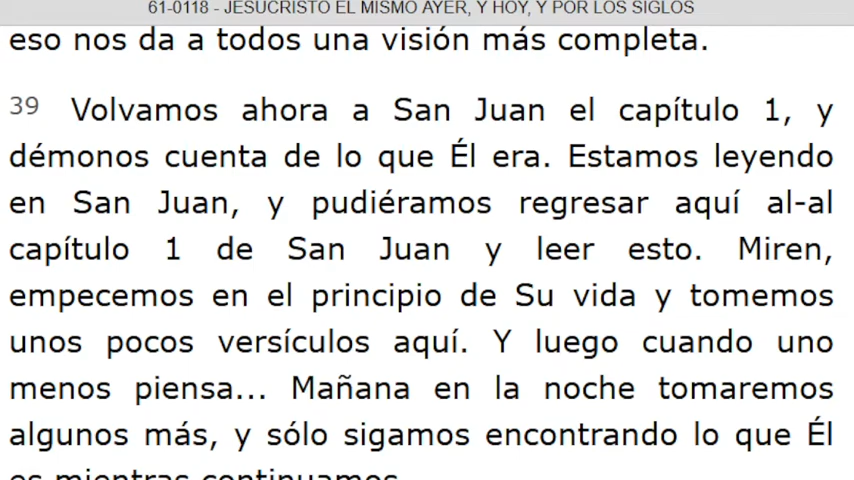 61-0118 - JESUCRISTO EL MISMO AYER, Y HOY, Y POR LOS SIGLOS
eso nos da a todos una visión más completa.
39 Volvamos ahora a San Juan el capítulo 1, y
démonos cuenta de lo que Él era. Estamos leyendo
en San Juan, y pudiéramos regresar aquí al-al
capítulo 1 de San Juan y leer esto. Miren,
empecemos en el principio de Su vida y tomemos
unos pocos versículos aquí. Y luego cuando uno
menos piensa... Mañana en la noche tomaremos
algunos más, y sólo sigamos encontrando lo que Él
es mientras continuamos.